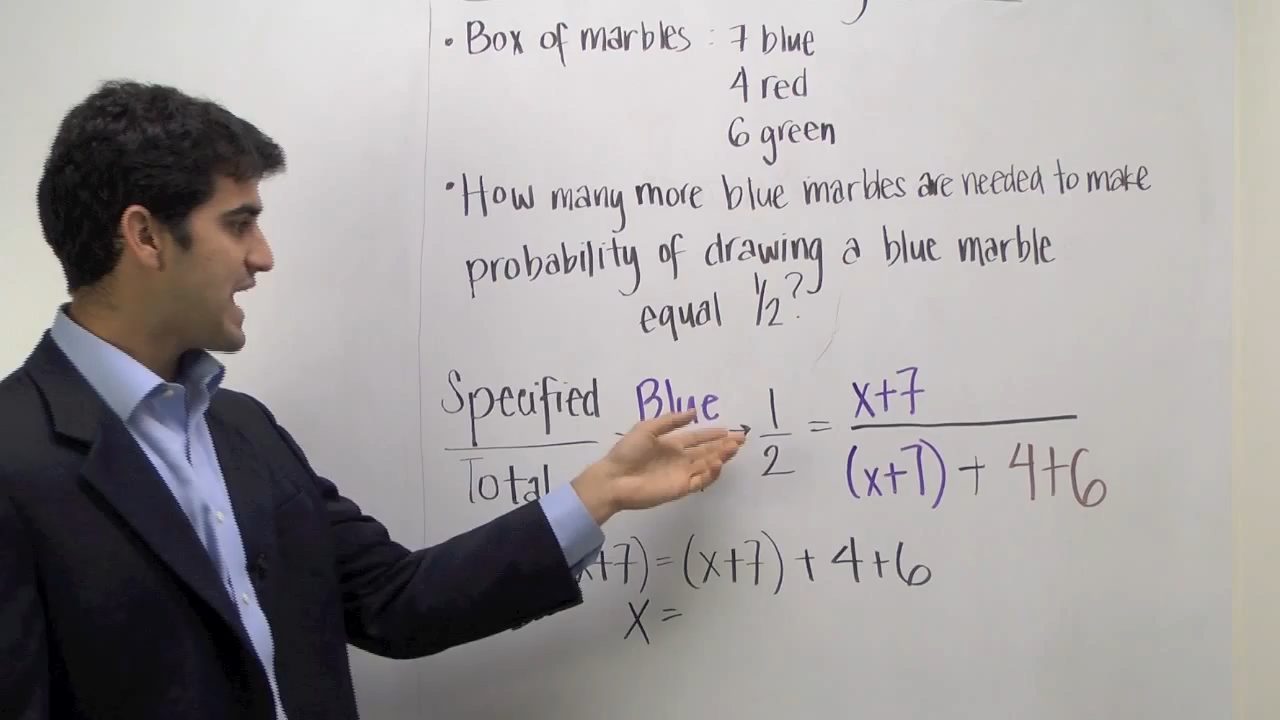 • Box of marbles : 7 blue
4 red
6 green
• How many more blue marbles are needed to make
probability of drawing a blue marble
equal 1/2?
Specified Blue → 1/2 = x+7
Total (x+7) + 4+6
+7) = (x+7) + 4+6
x =